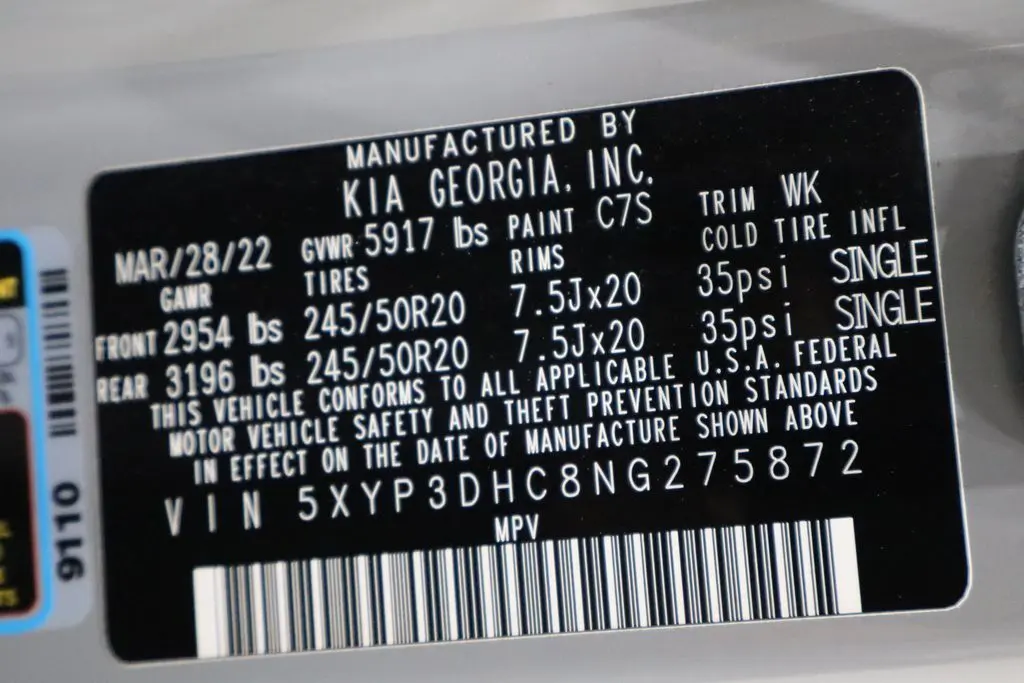 MANUFACTURED BY
KIA GEORGIA, INC.
MAR/28/22 GVWR 5917 lbs PAINT C7S TRIM WK
GAWR TIRES RIMS COLD TIRE INFL
FRONT 2954 lbs 245/50R20 7.5Jx20 35psi SINGLE
REAR 3196 lbs 245/50R20 7.5Jx20 35psi SINGLE
THIS VEHICLE CONFORMS TO ALL APPLICABLE U.S.A. FEDERAL
MOTOR VEHICLE SAFETY AND THEFT PREVENTION STANDARDS
IN EFFECT ON THE DATE OF MANUFACTURE SHOWN ABOVE
VIN 5XYP3DHC8NG275872
MPV
9110